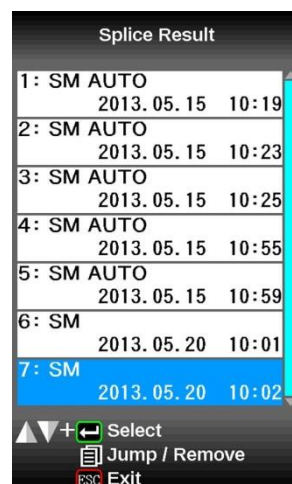 Splice Result
1: SM AUTO
2013.05.15 10:19
2: SM AUTO
2013.05.15 10:23
3: SM AUTO
2013.05.15 10:25
4: SM AUTO
2013.05.15 10:55
5: SM AUTO
2013.05.15 10:59
6: SM
2013.05.20 10:01
7: SM
2013.05.20 10:02
▲▼+↵ Select
Jump / Remove
ESC Exit